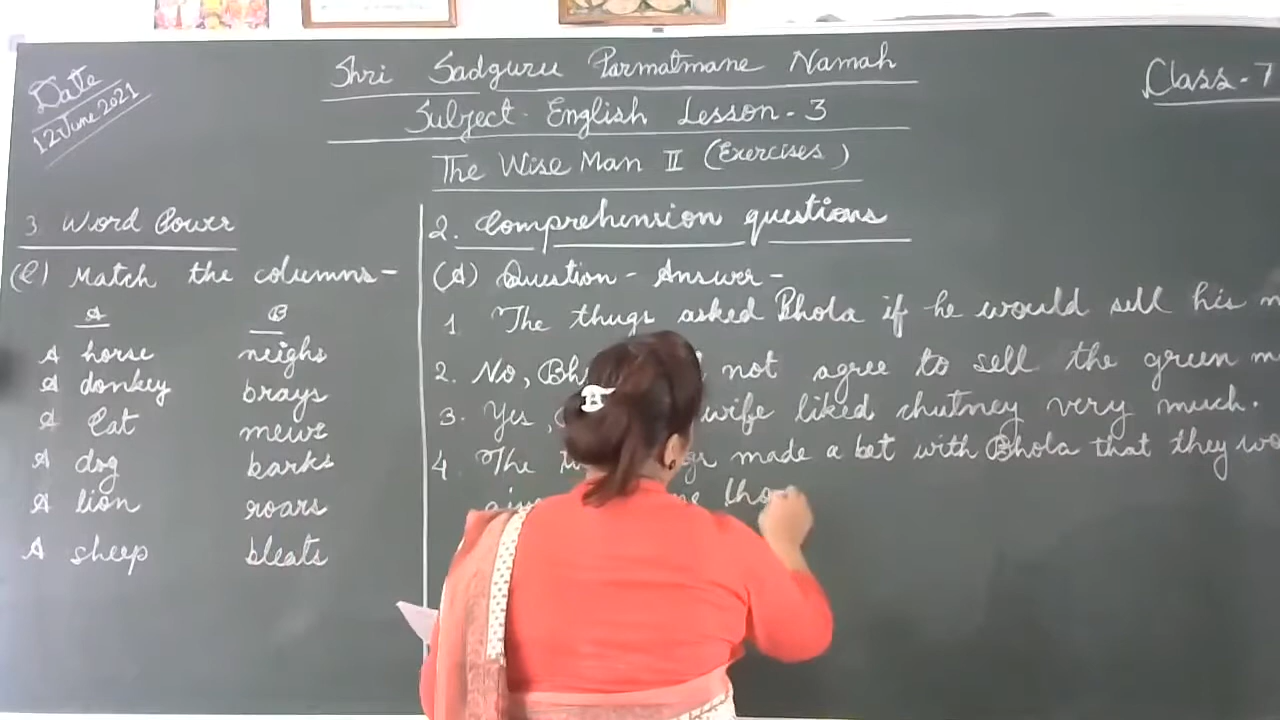 Date
12 June 2021
Shri Sadguru Parmatmane Namah
Class - 7
Subject - English Lesson - 3
The Wise Man II (Exercises)
3. Word Power
(C) Match the columns -
A B
A horse neighs
A donkey brays
A Cat mews
A dog barks
A lion roars
A sheep bleats
2. Comprehension questions
(A) Question - Answer -
1. The thugs asked Bhola if he would sell his
2. No, not agree to sell the green
3. Yes, wife liked chutney very much.
4. The made a bet with Bhola that they